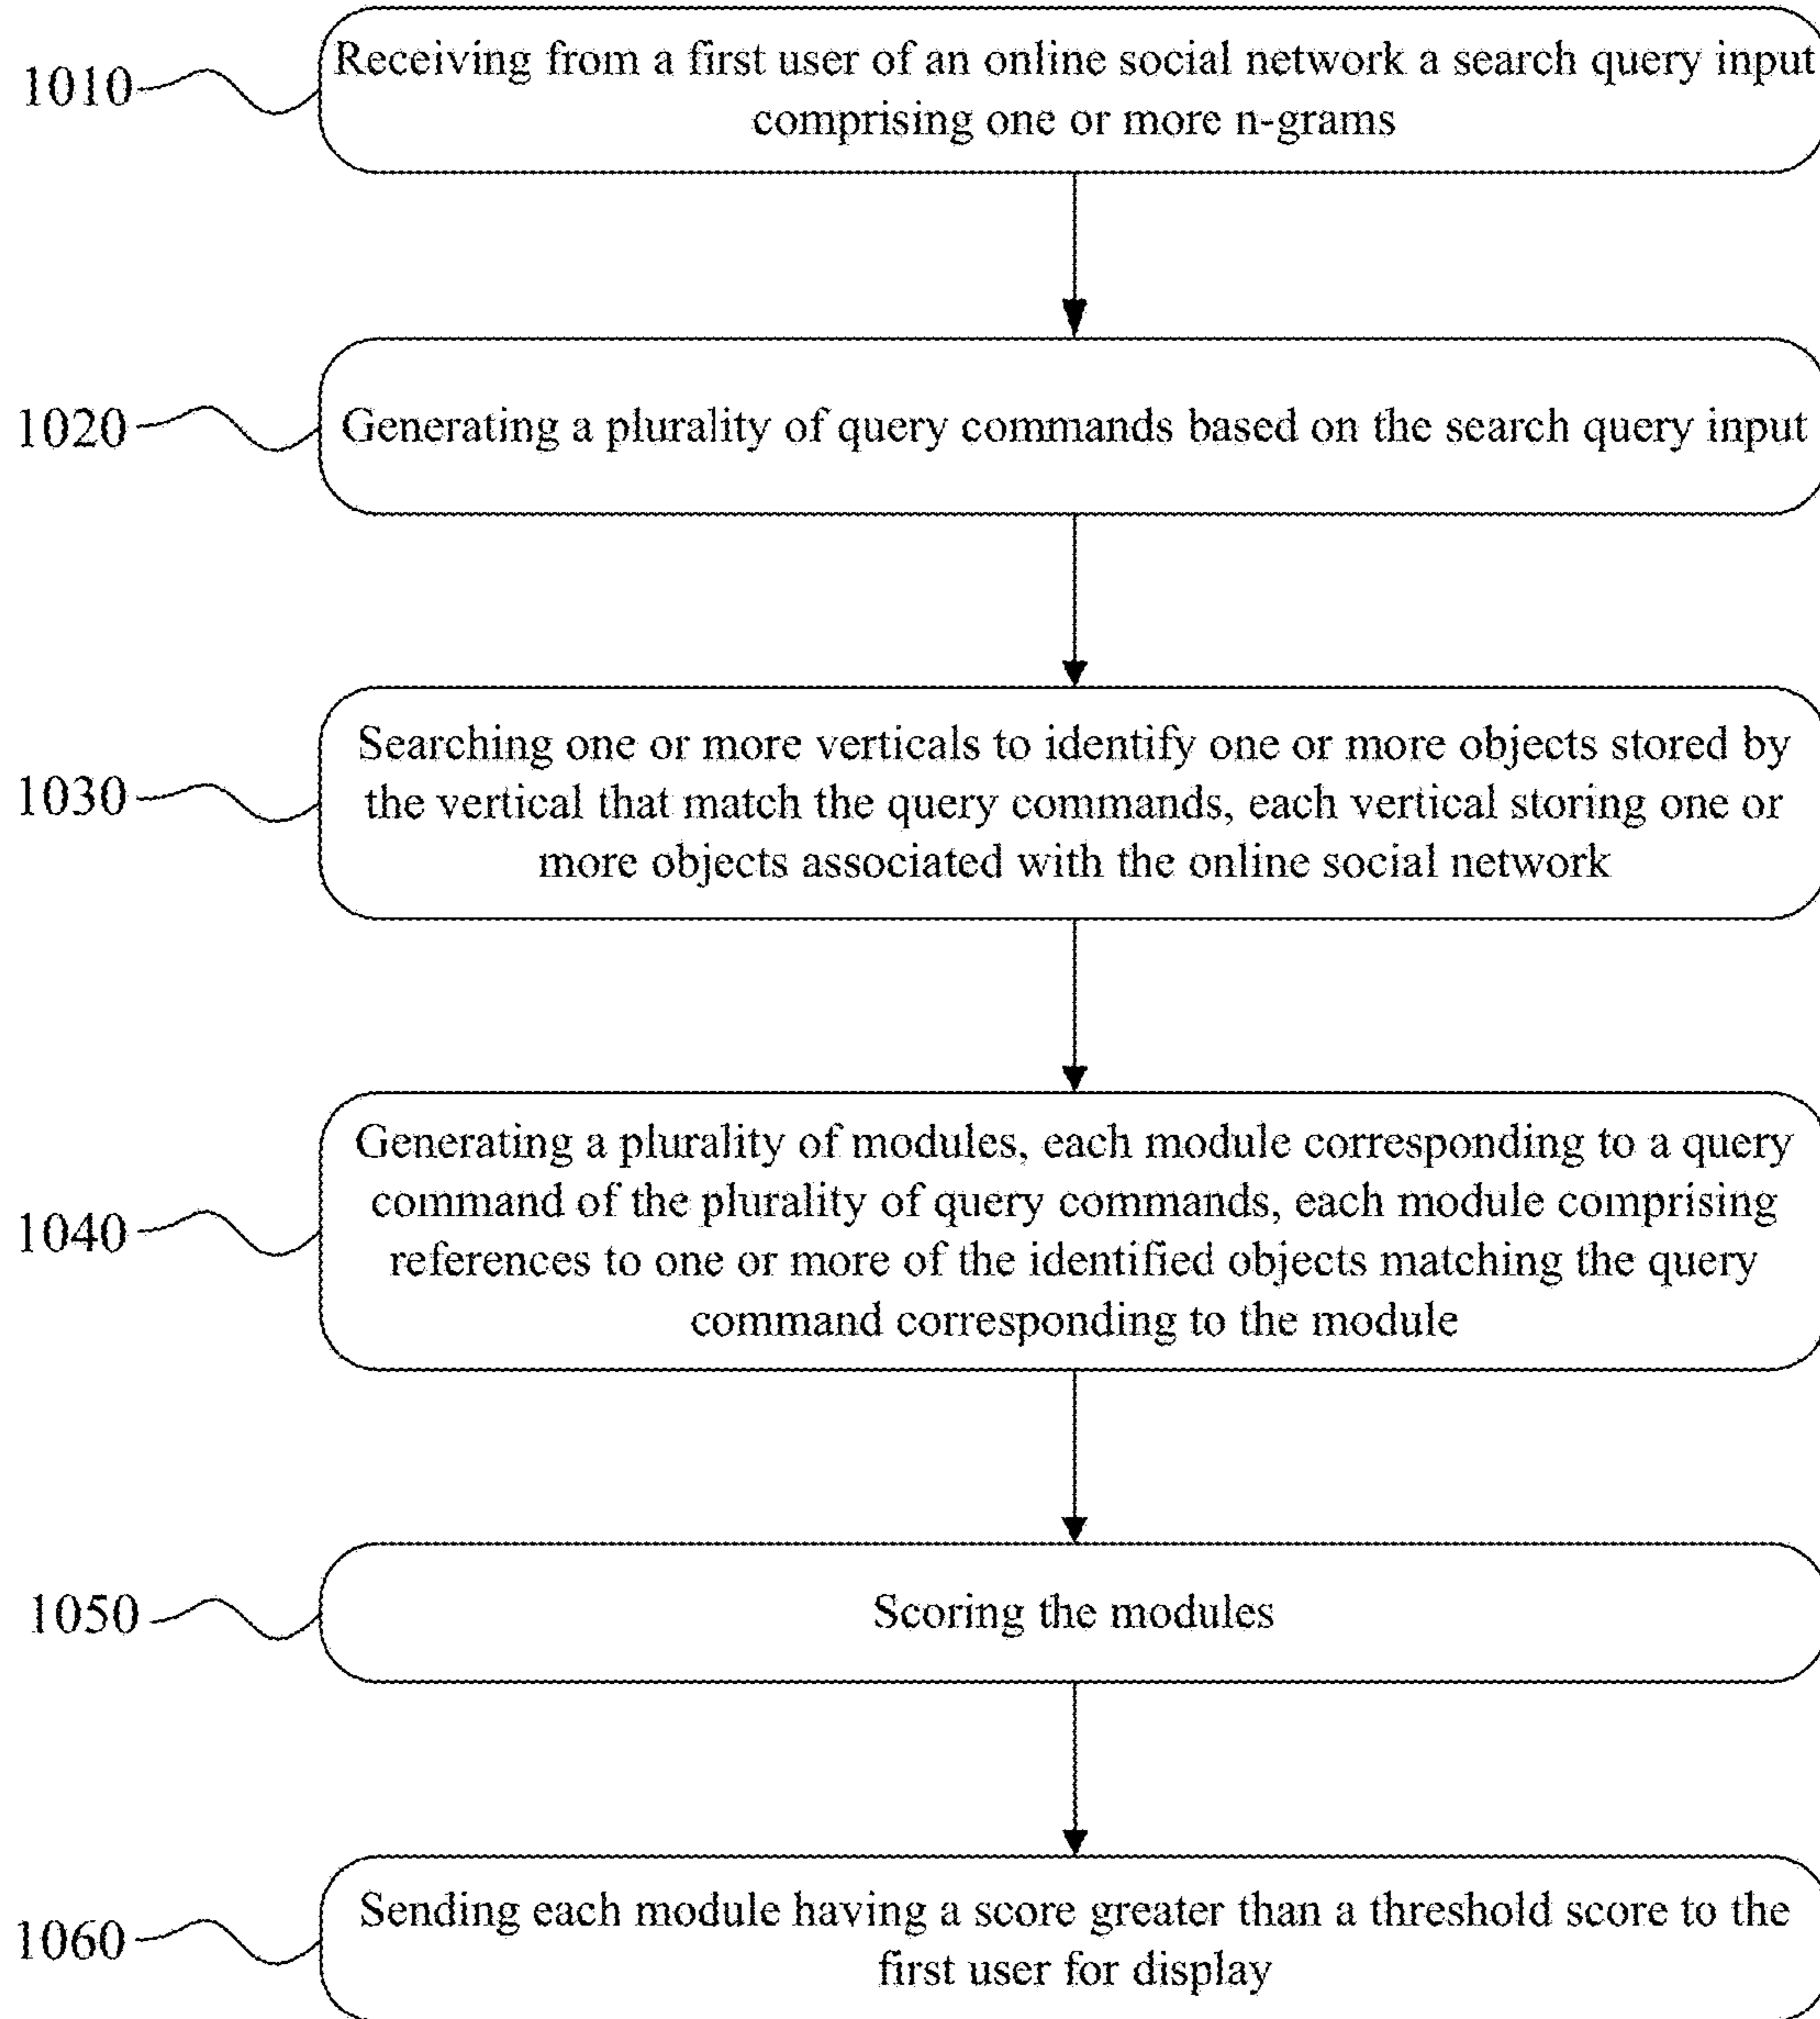 1010
Receiving from a first user of an online social network a search query input
comprising one or more n-grams
1020
Generating a plurality of query commands based on the search query input
1030
Searching one or more verticals to identify one or more objects stored by
the vertical that match the query commands, each vertical storing one or
more objects associated with the online social network
1040
Generating a plurality of modules, each module corresponding to a query
command of the plurality of query commands, each module comprising
references to one or more of the identified objects matching the query
command corresponding to the module
1050
Scoring the modules
1060
Sending each module having a score greater than a threshold score to the
first user for display